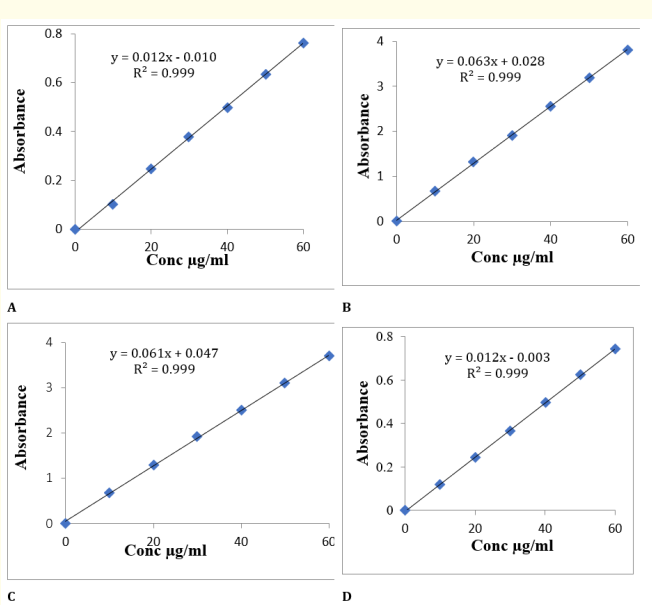 0.8
y = 0.012x - 0.010
R² = 0.999
0.6
0.4
0.2
0
Absorbance
0 20 40 60
Conc µg/ml
A
4
y = 0.063x + 0.028
R² = 0.999
3
2
1
0
Absorbance
0 20 40 60
Conc µg/ml
B
4
y = 0.061x + 0.047
R² = 0.999
3
2
1
0
Absorbance
0 20 40 60
Conc µg/ml
C
0.8
y = 0.012x - 0.003
R² = 0.999
0.6
0.4
0.2
0
Absorbance
0 20 40 60
Conc µg/ml
D